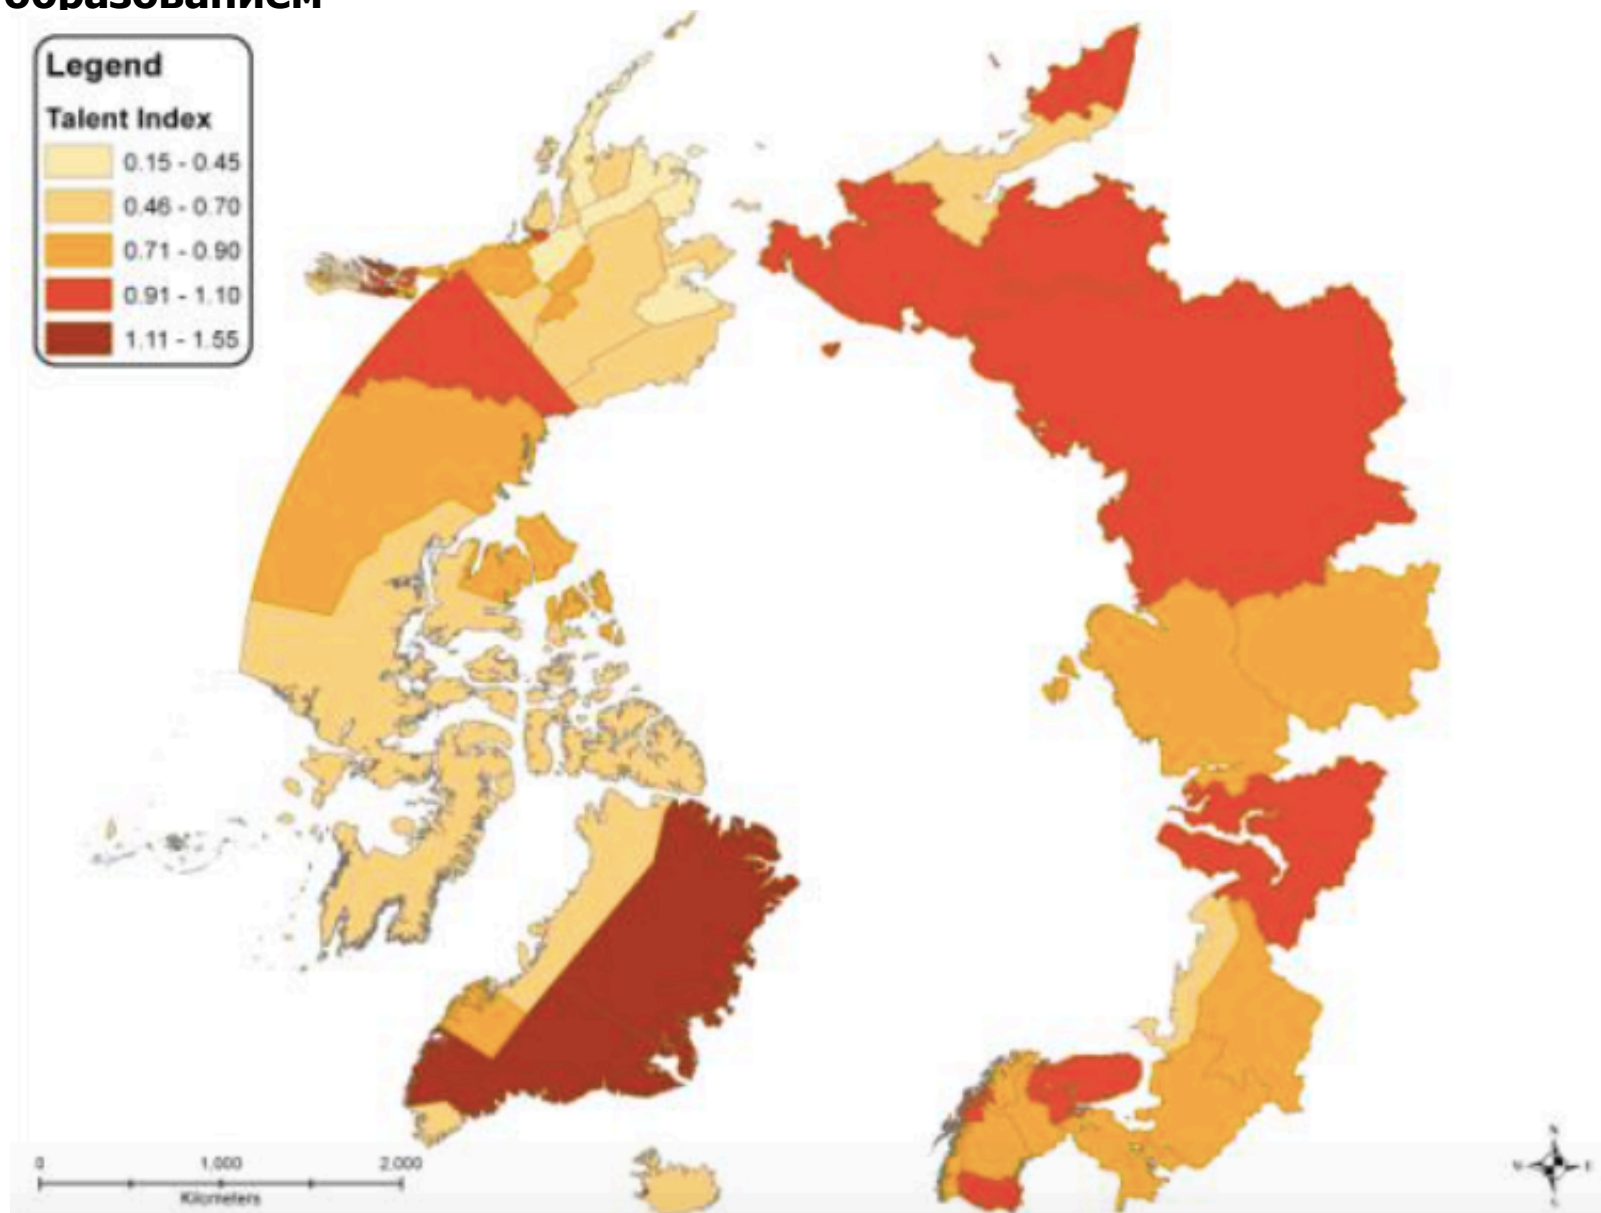 образованием
Legend
Talent Index
0.15 - 0.45
0.46 - 0.70
0.71 - 0.90
0.91 - 1.10
1.11 - 1.55
0 1,000 2,000
Kilometers